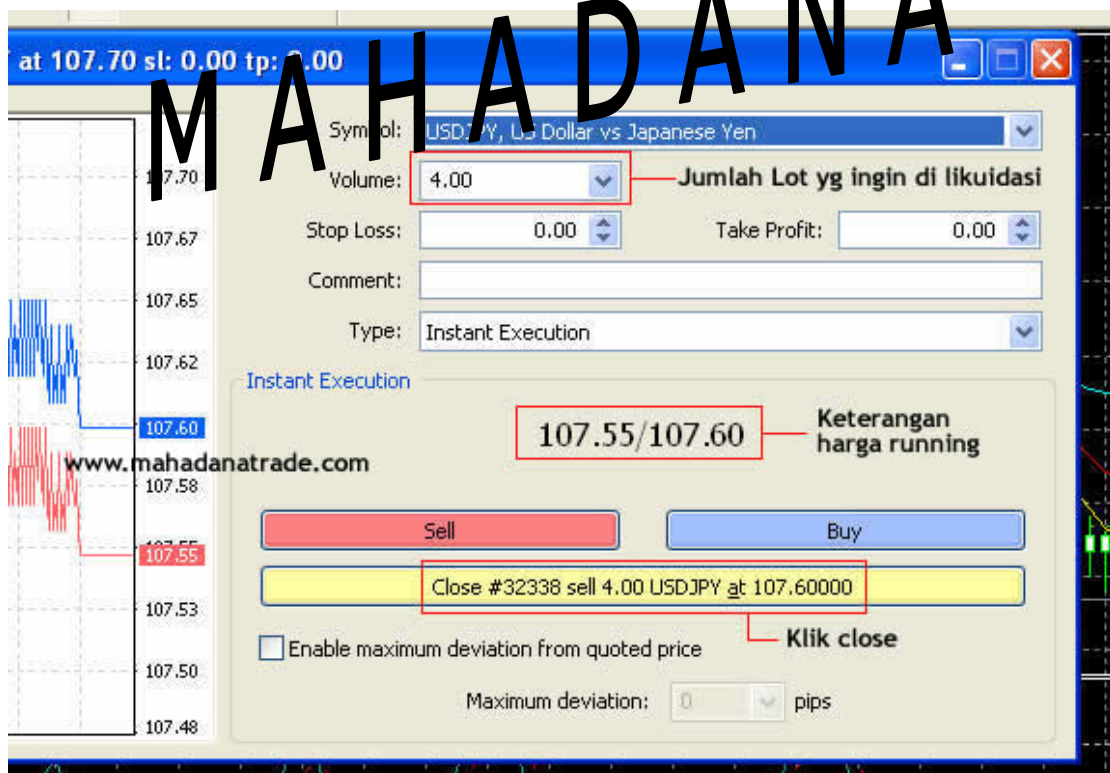 MAHADANA
at 107.70 sl: 0.00 tp: 0.00
Symbol: USDJPY, US Dollar vs Japanese Yen
Volume: 4.00 Jumlah Lot yg ingin di likuidasi
Stop Loss: 0.00 Take Profit: 0.00
Comment:
Type: Instant Execution
Instant Execution
107.55/107.60 Keterangan
harga running
Sell Buy
Close #32338 sell 4.00 USDJPY at 107.60000
Klik close
Enable maximum deviation from quoted price
Maximum deviation: 0 pips
107.70
107.67
107.65
107.62
107.60
www.mahadanatrade.com
107.58
107.55
107.53
107.50
107.48